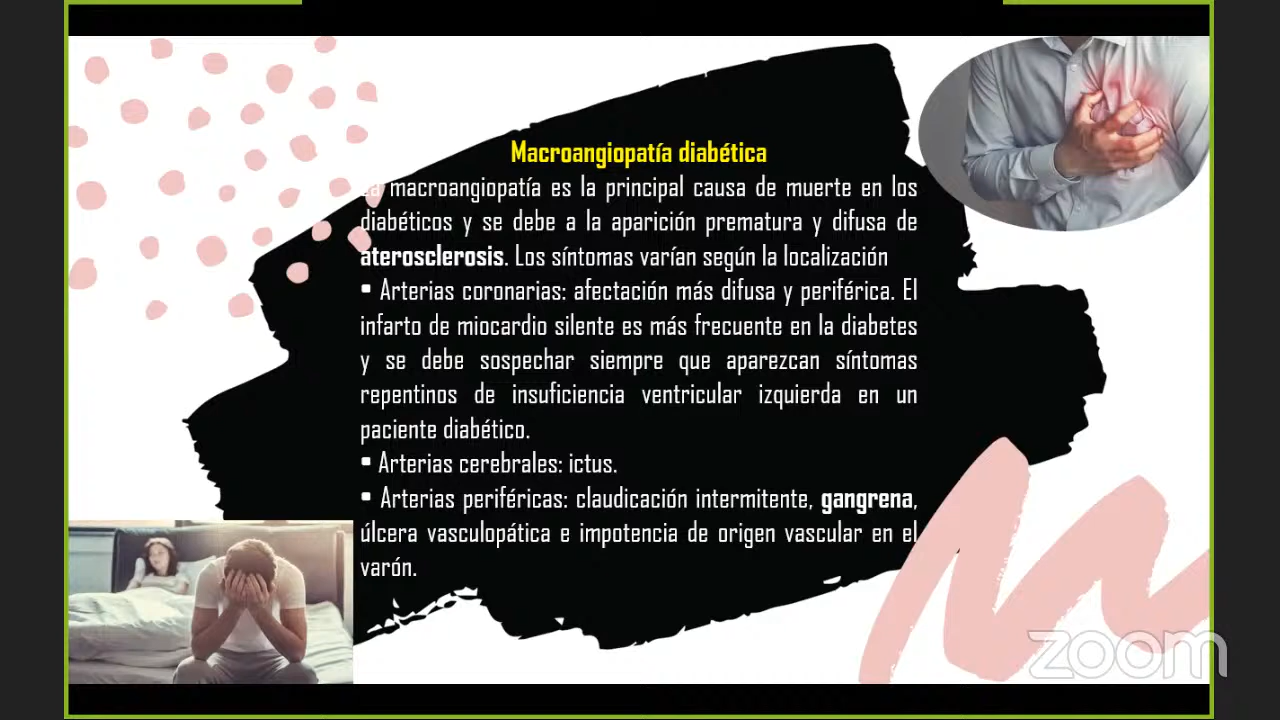 Macroangiopatía diabética
La macroangiopatía es la principal causa de muerte en los
diabéticos y se debe a la aparición prematura y difusa de
aterosclerosis. Los síntomas varían según la localización
▪ Arterias coronarias: afectación más difusa y periférica. El
infarto de miocardio silente es más frecuente en la diabetes
y se debe sospechar siempre que aparezcan síntomas
repentinos de insuficiencia ventricular izquierda en un
paciente diabético.
▪ Arterias cerebrales: ictus.
▪ Arterias periféricas: claudicación intermitente, gangrena,
úlcera vasculopática e impotencia de origen vascular en el
varón.
zoom